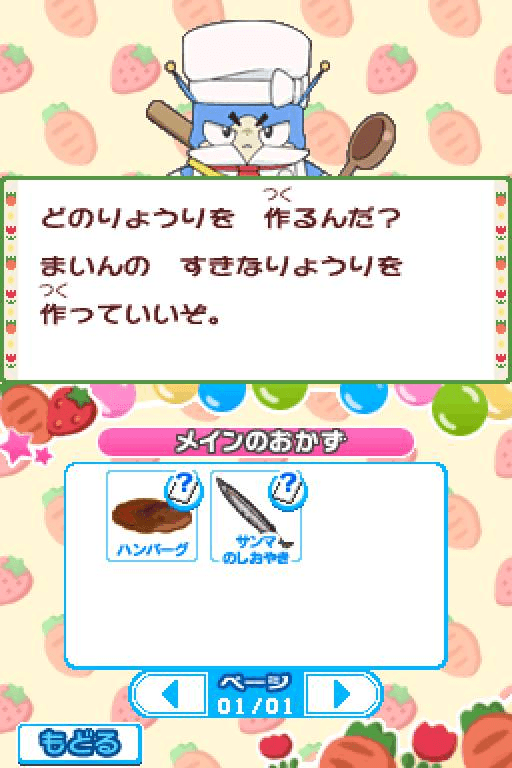 どのりょうりを 作るんだ？
つく
まいんの すきなりょうりを
つく
作っていいぞ。
メインのおかず
?
?
ハンバーグ
サンマ
のしおやき
ページ
01/01
もどる